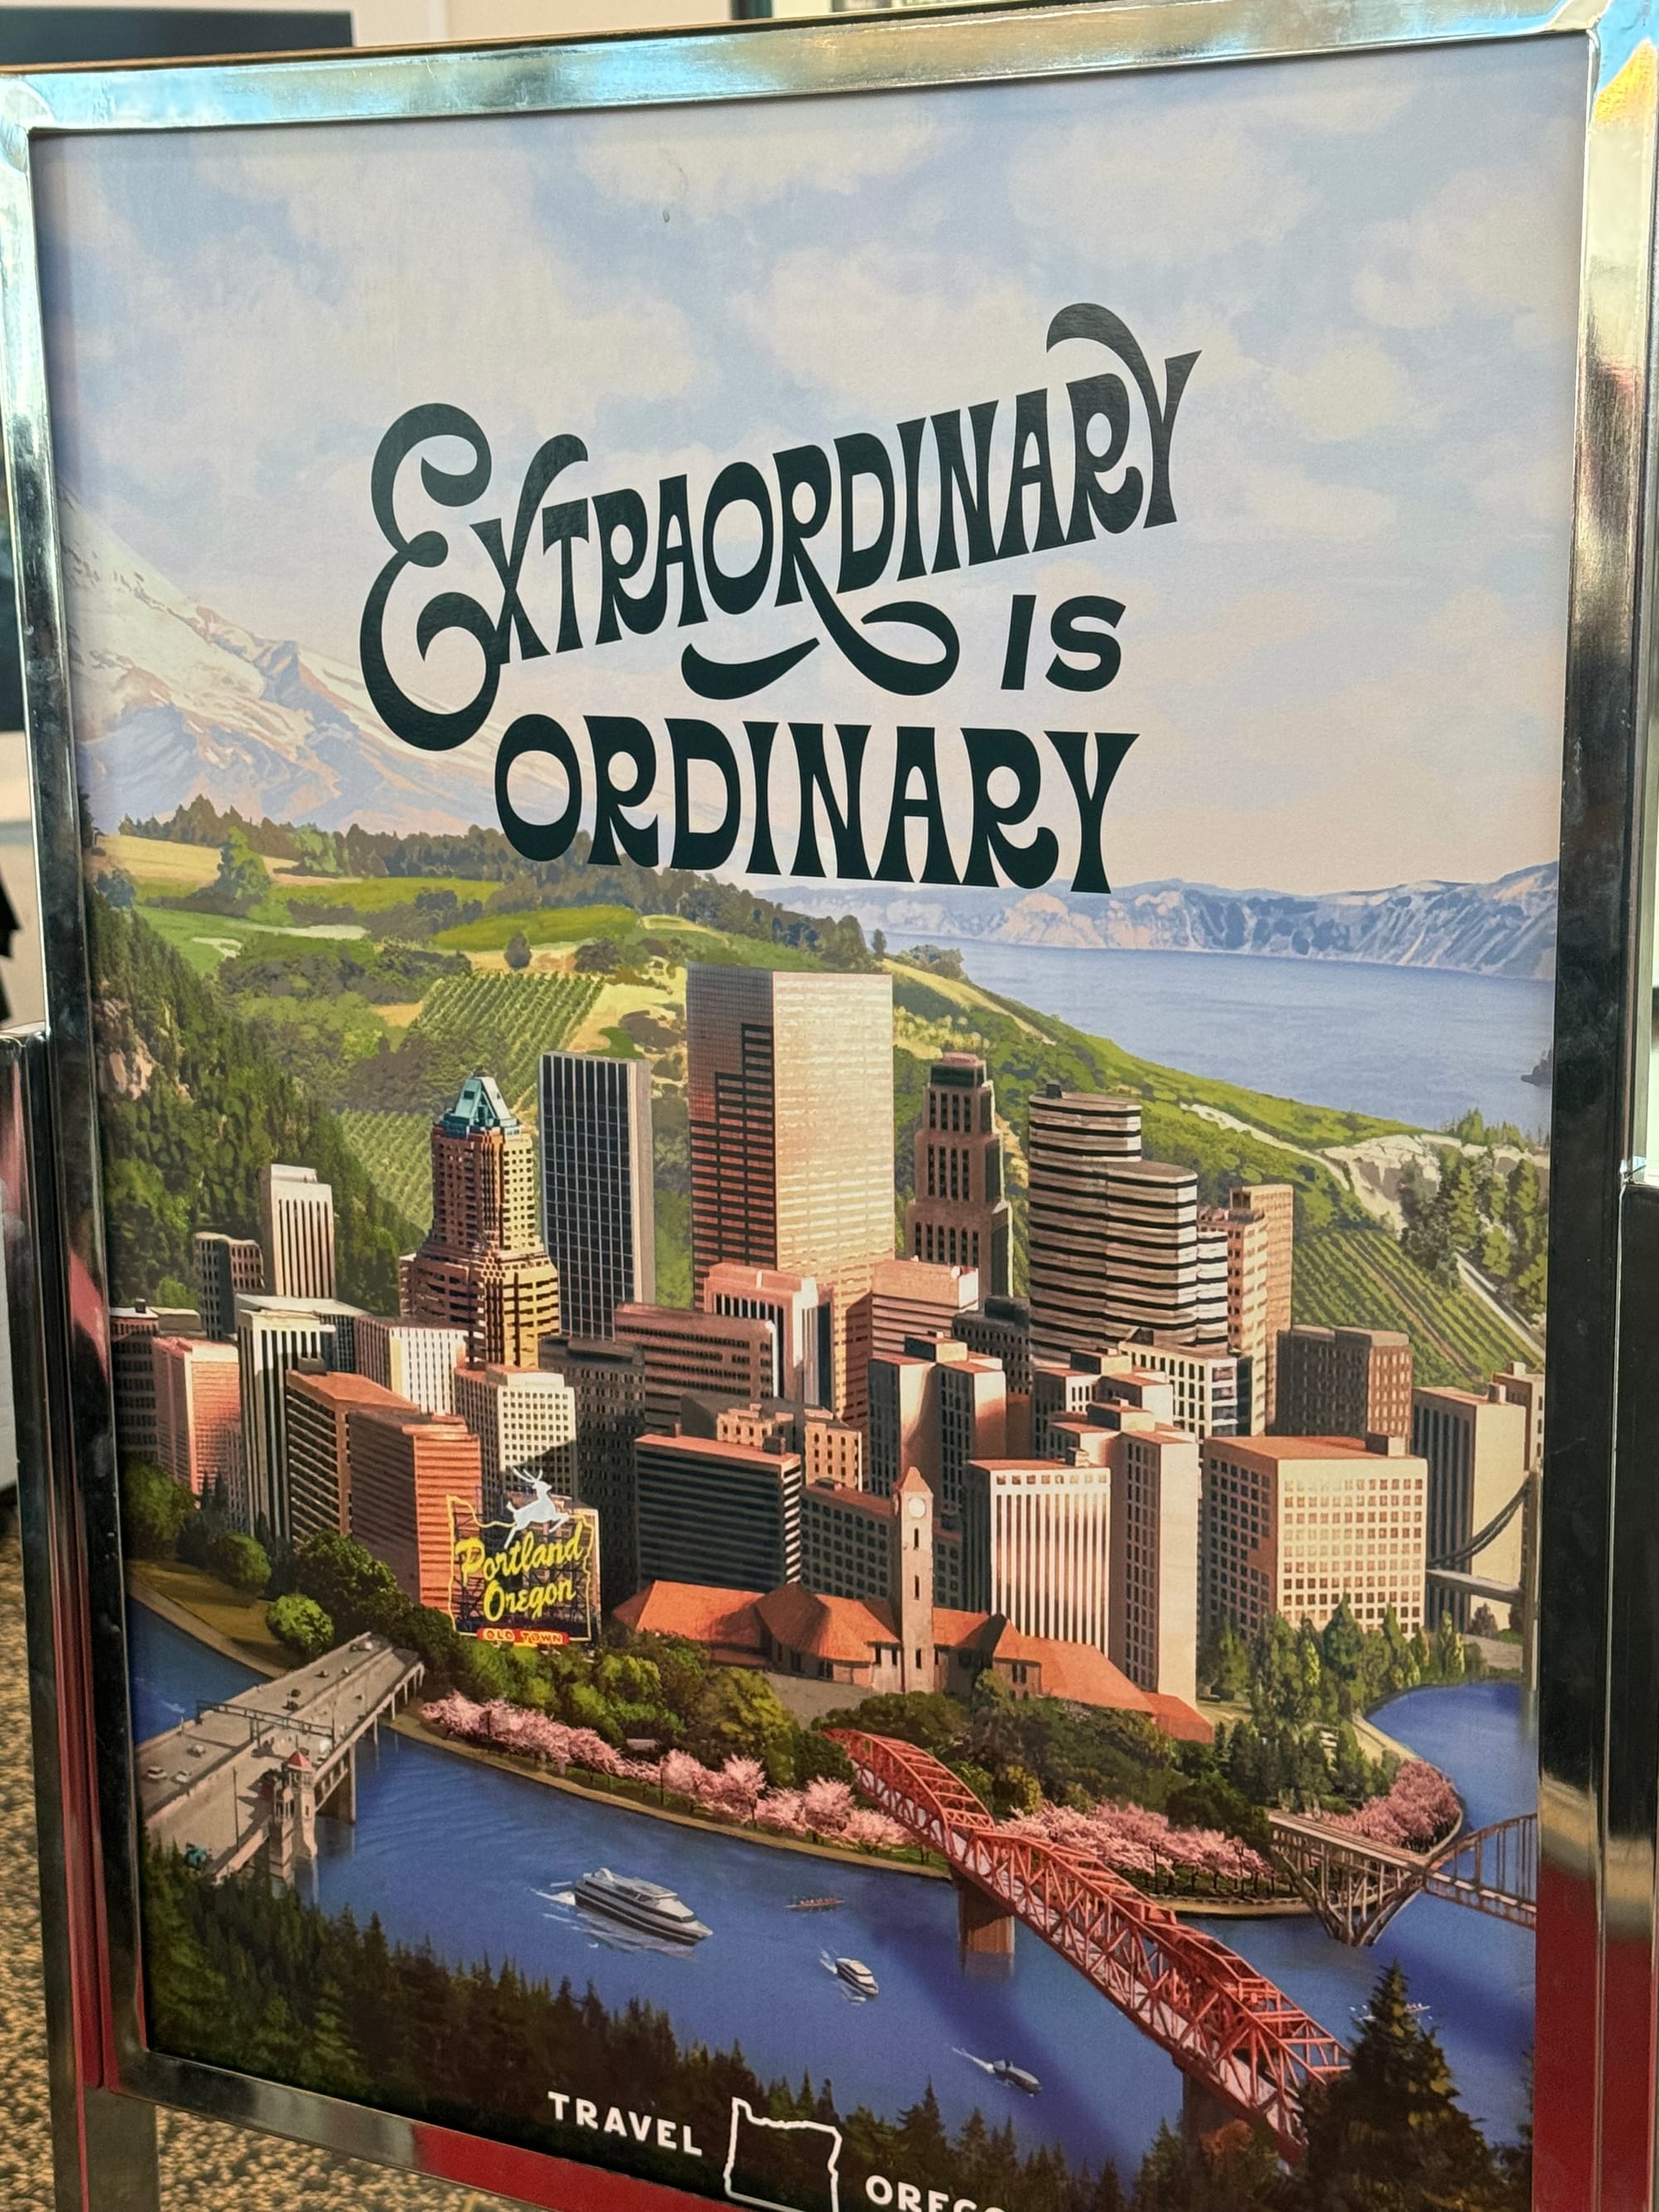 EXTRAORDINARY
IS
ORDINARY
Portland
Oregon
OLD TOWN
TRAVEL